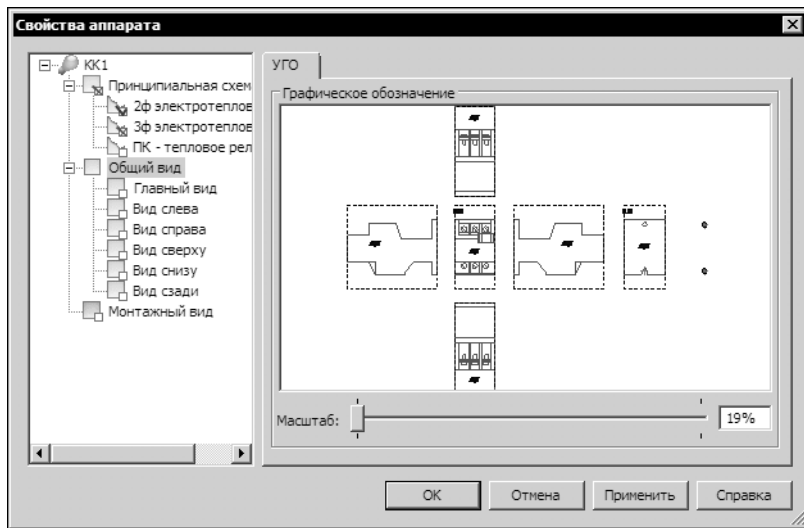 Свойства аппарата
КК1
Принципиальная схем
2ф электротеплов
3ф электротеплов
ПК - тепловое рел
Общий вид
Главный вид
Вид слева
Вид справа
Вид сверху
Вид снизу
Вид сзади
Монтажный вид
УГО
Графическое обозначение
Масштаб:
19%
ОК
Отмена
Применить
Справка